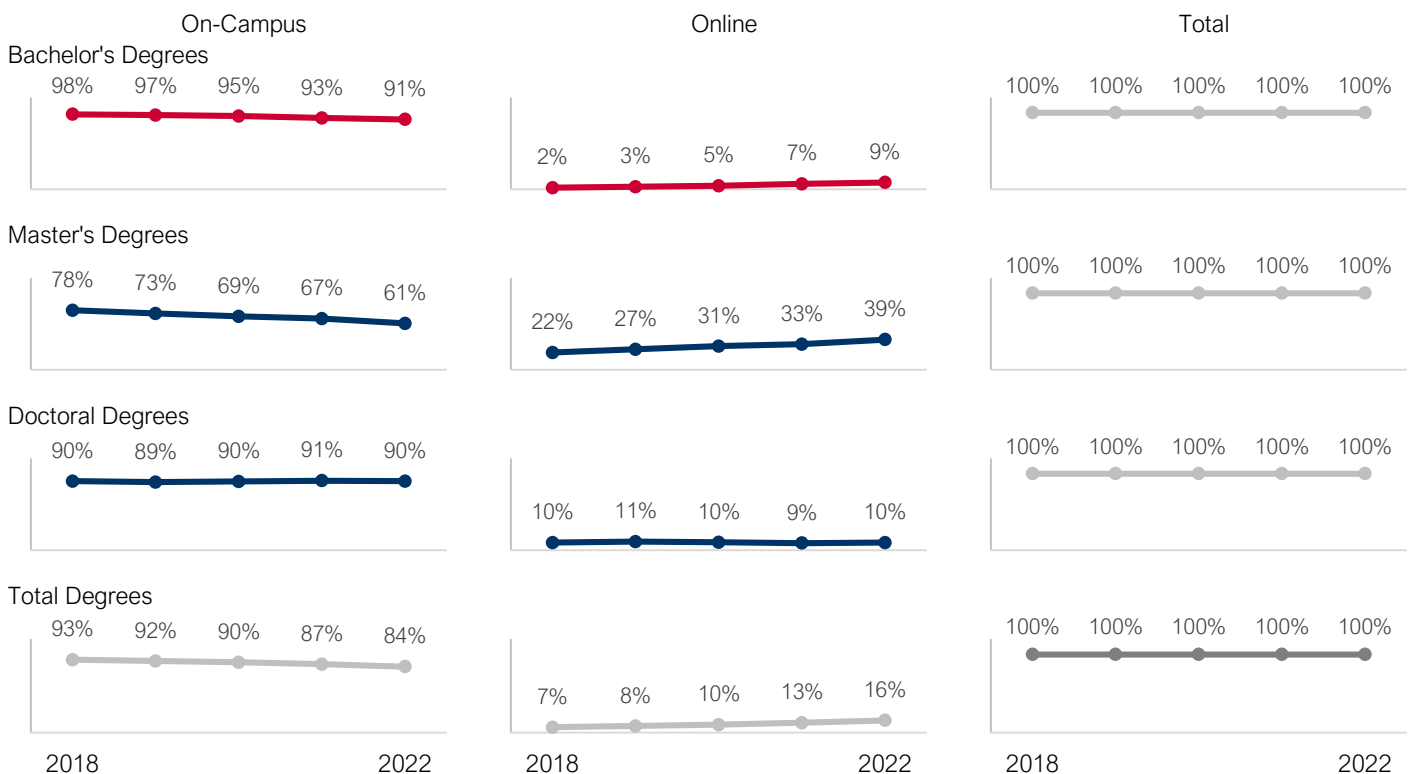 On-Campus Online Total
Bachelor's Degrees
98% 97% 95% 93% 91%
2% 3% 5% 7% 9%
100% 100% 100% 100% 100%
Master's Degrees
78% 73% 69% 67% 61%
22% 27% 31% 33% 39%
100% 100% 100% 100% 100%
Doctoral Degrees
90% 89% 90% 91% 90%
10% 11% 10% 9% 10%
100% 100% 100% 100% 100%
Total Degrees
93% 92% 90% 87% 84%
7% 8% 10% 13% 16%
100% 100% 100% 100% 100%
2018 2022 2018 2022 2018 2022